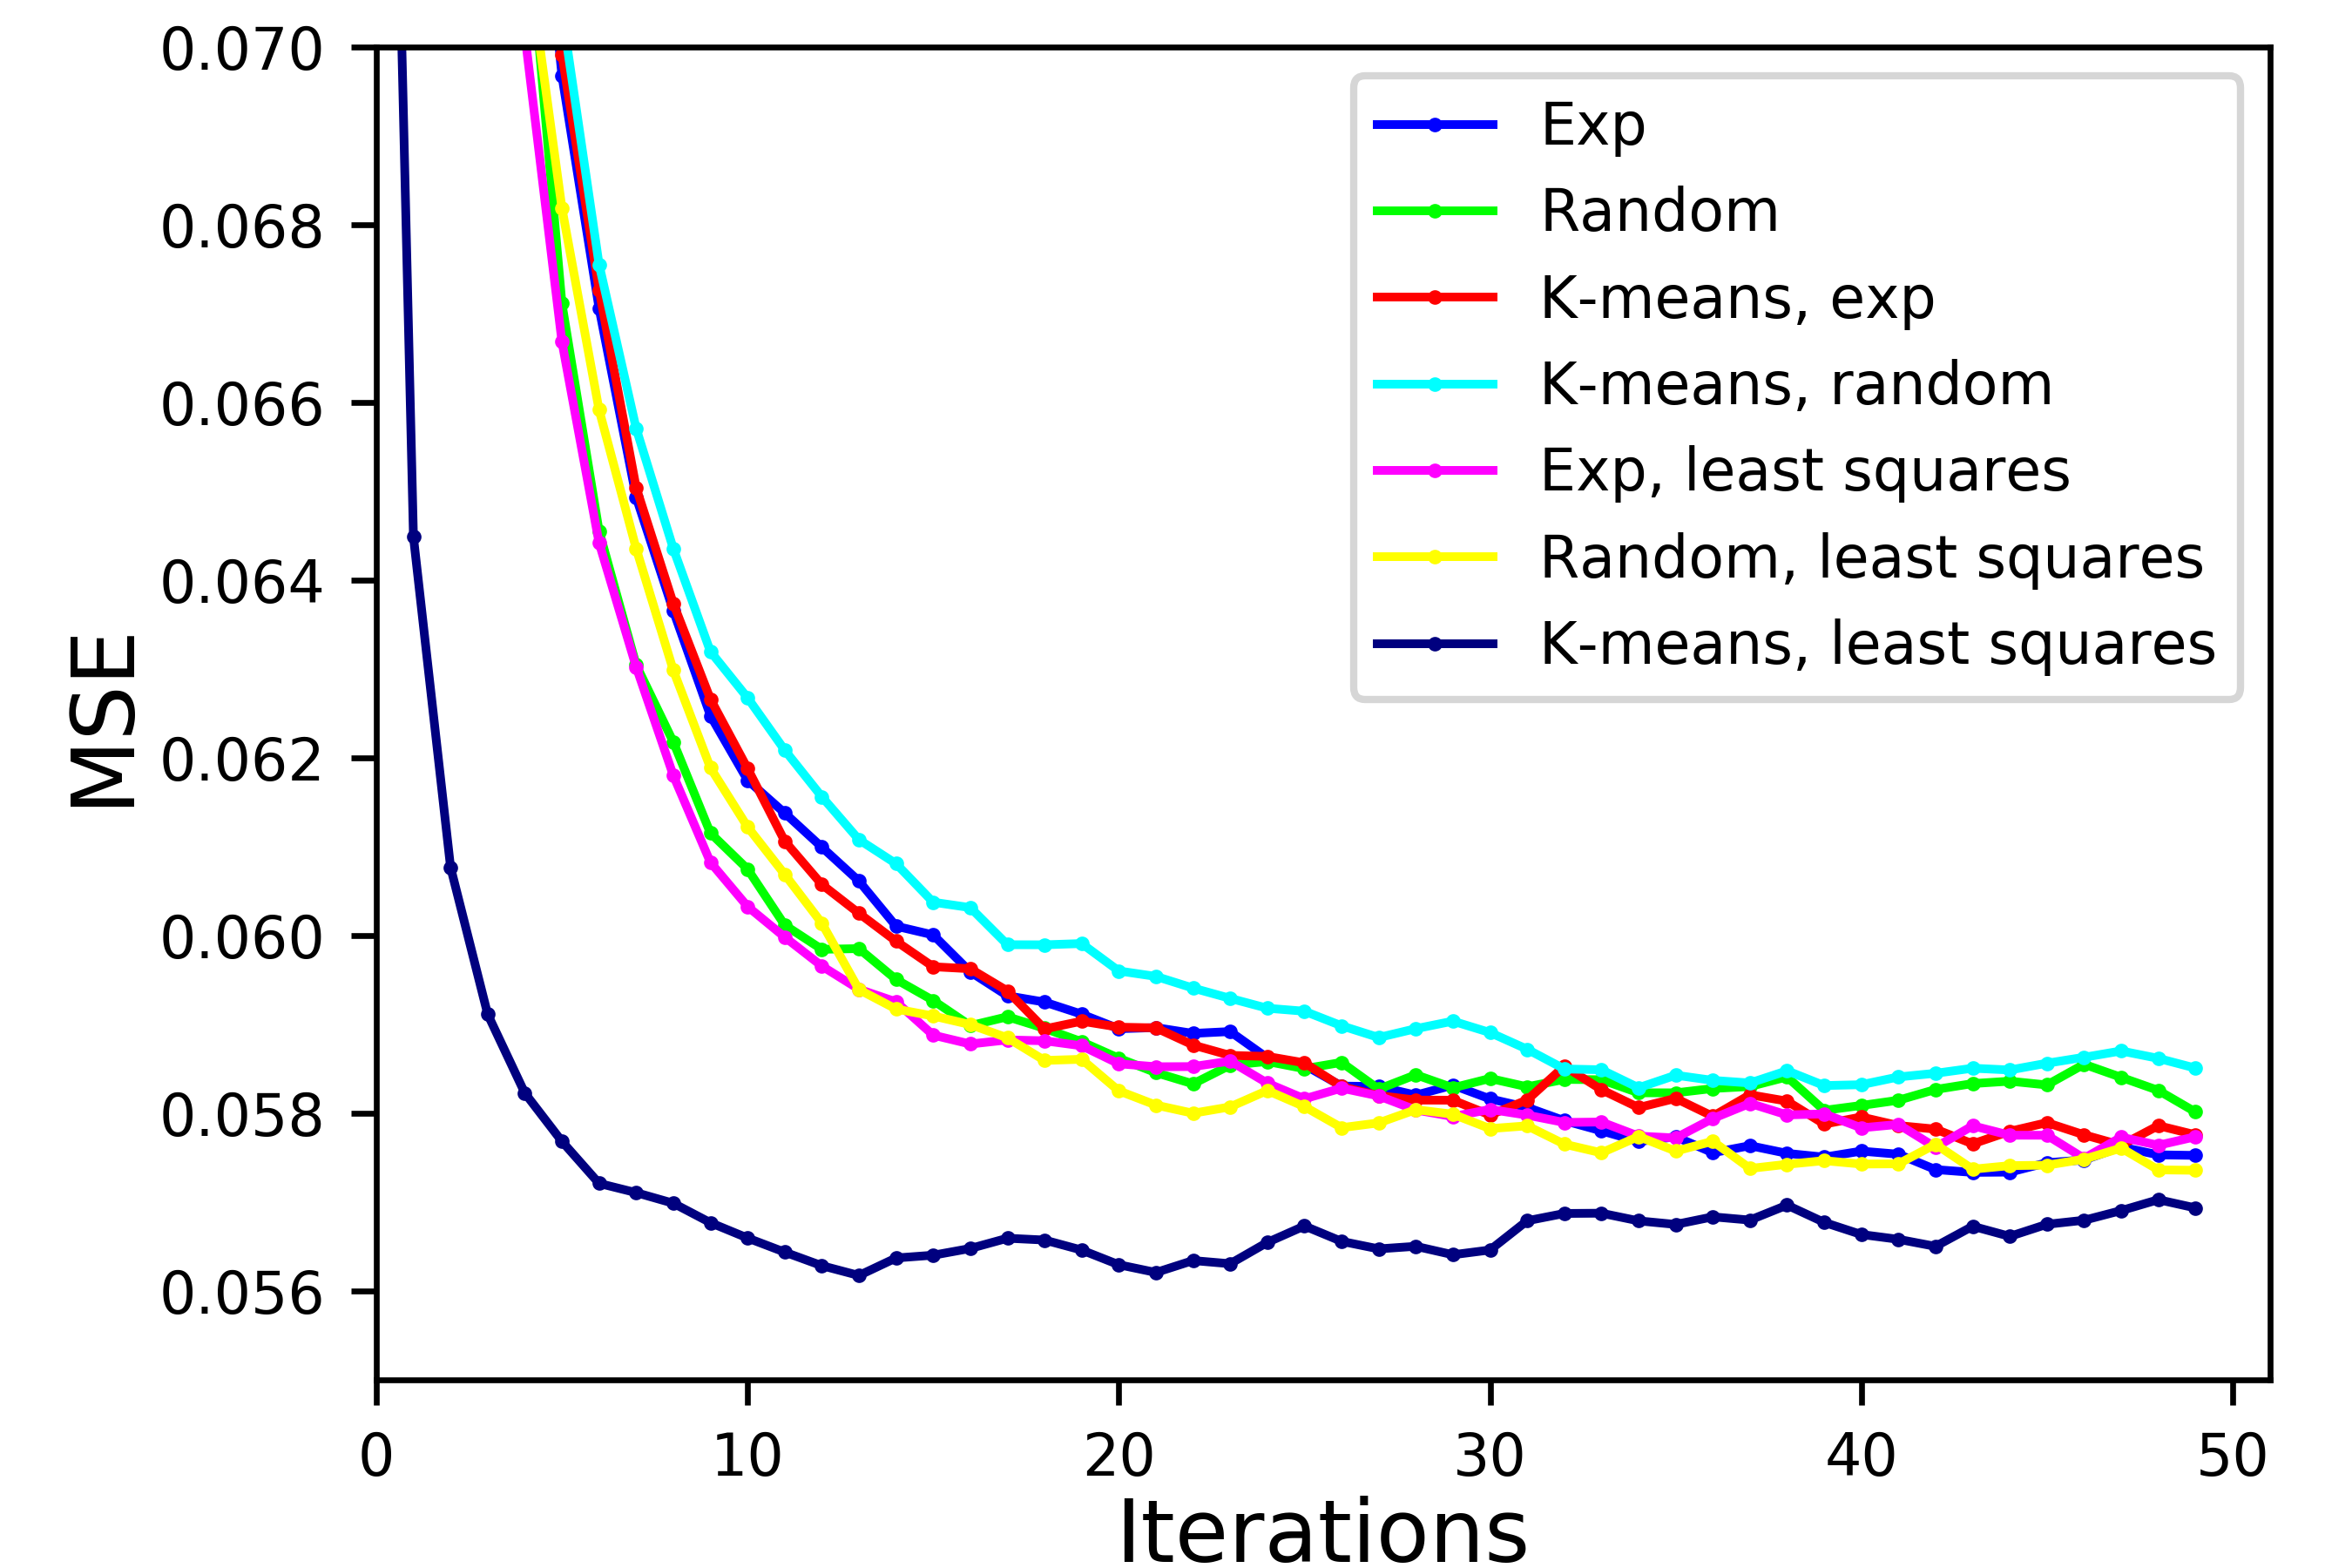 0.070
0.068
0.066
0.064
0.062
0.060
0.058
0.056
MSE
Exp
Random
K-means, exp
K-means, random
Exp, least squares
Random, least squares
K-means, least squares
0 10 20 30 40 50
Iterations